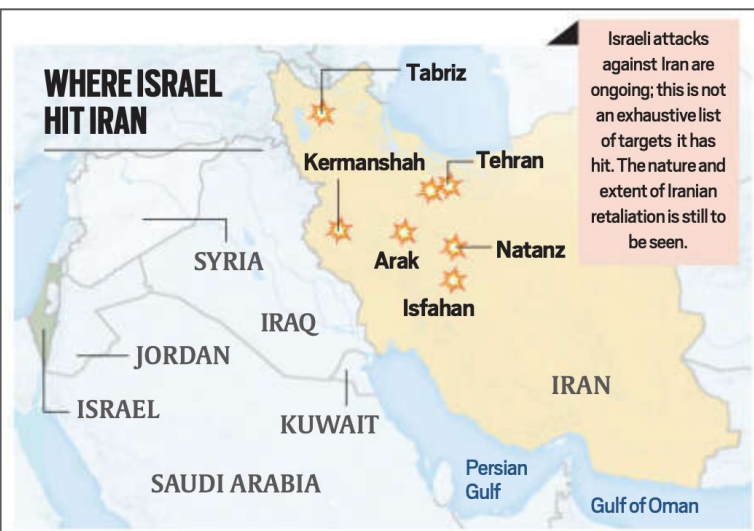 WHERE ISRAEL
HIT IRAN
Israeli attacks
against Iran are
ongoing; this is not
an exhaustive list
of targets it has
hit. The nature and
extent of Iranian
retaliation is still to
be seen.
Tabriz
Kermanshah
Tehran
Arak
Natanz
Isfahan
SYRIA
IRAQ
JORDAN
ISRAEL
KUWAIT
IRAN
SAUDI ARABIA
Persian
Gulf
Gulf of Oman